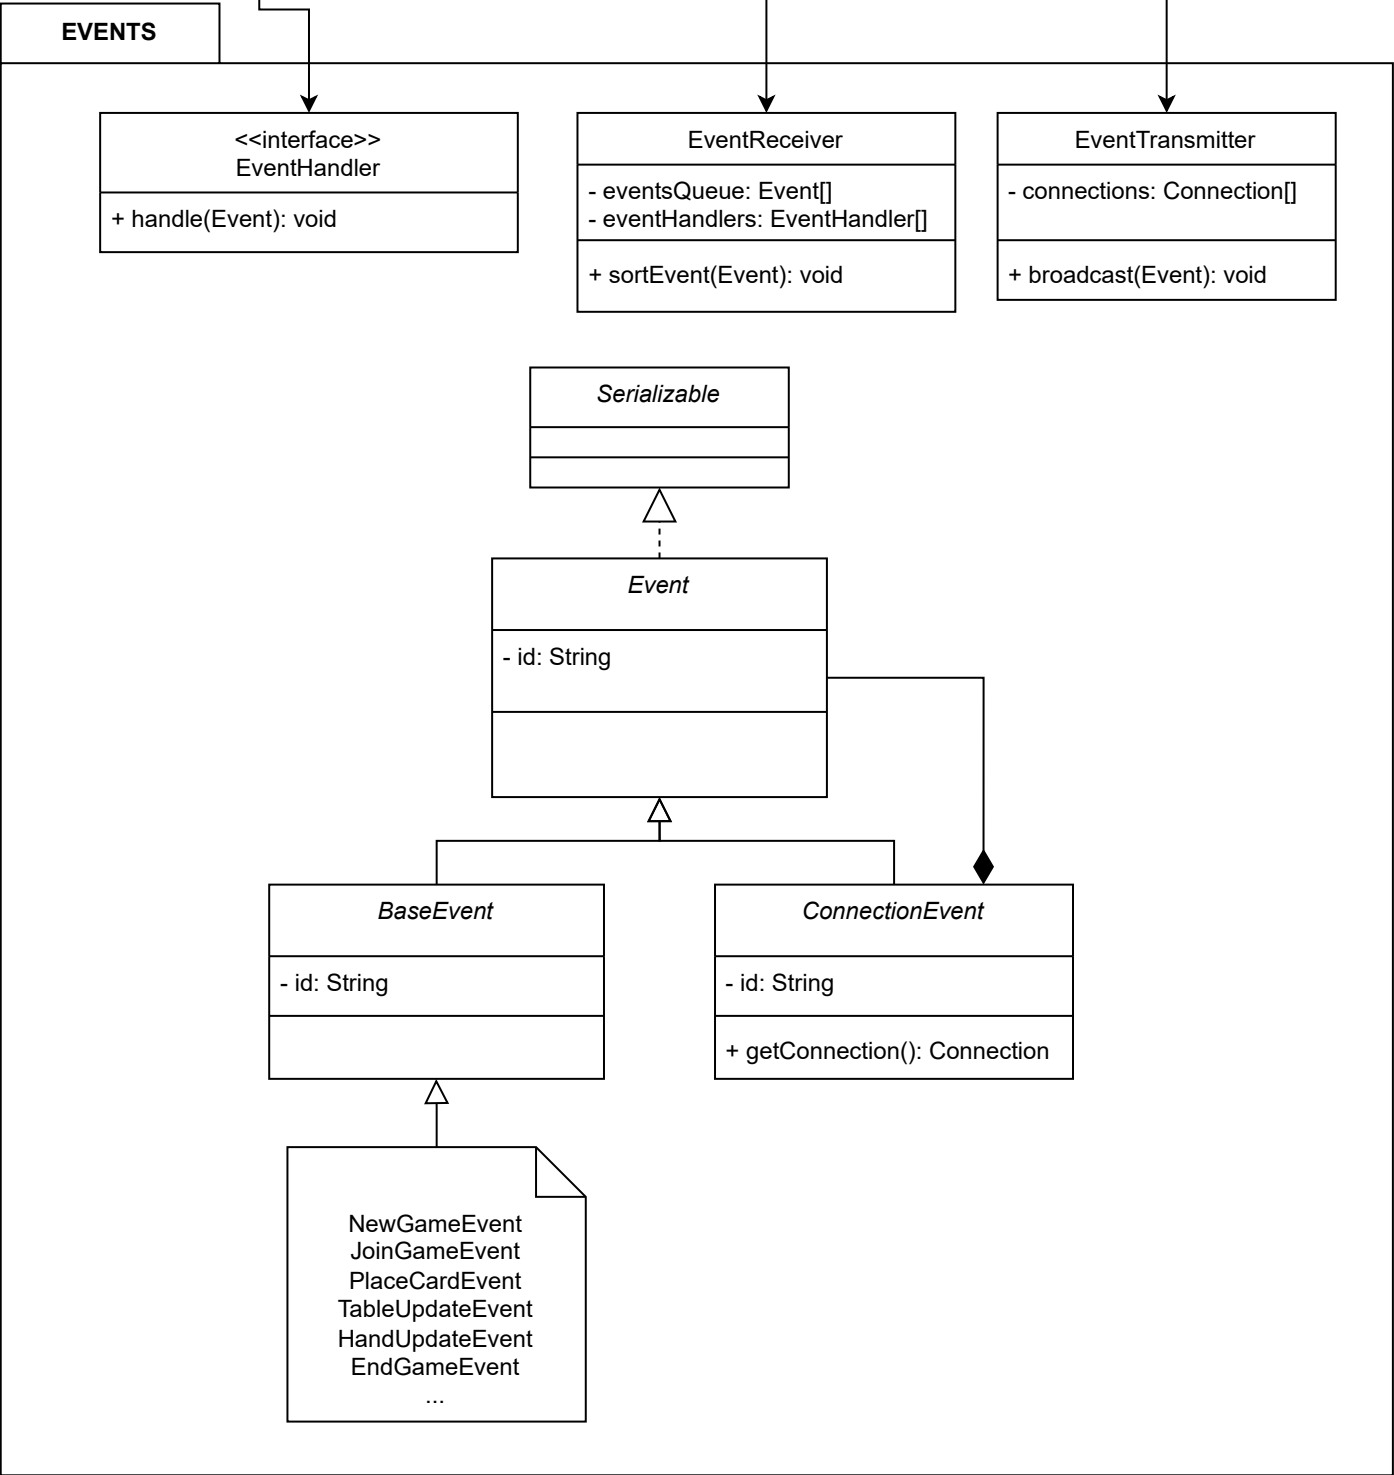 EVENTS
<<interface>>
EventHandler
+ handle(Event): void
EventReceiver
- eventsQueue: Event[]
- eventHandlers: EventHandler[]
+ sortEvent(Event): void
EventTransmitter
- connections: Connection[]
+ broadcast(Event): void
Serializable
Event
- id: String
BaseEvent
- id: String
ConnectionEvent
- id: String
+ getConnection(): Connection
NewGameEvent
JoinGameEvent
PlaceCardEvent
TableUpdateEvent
HandUpdateEvent
EndGameEvent
...